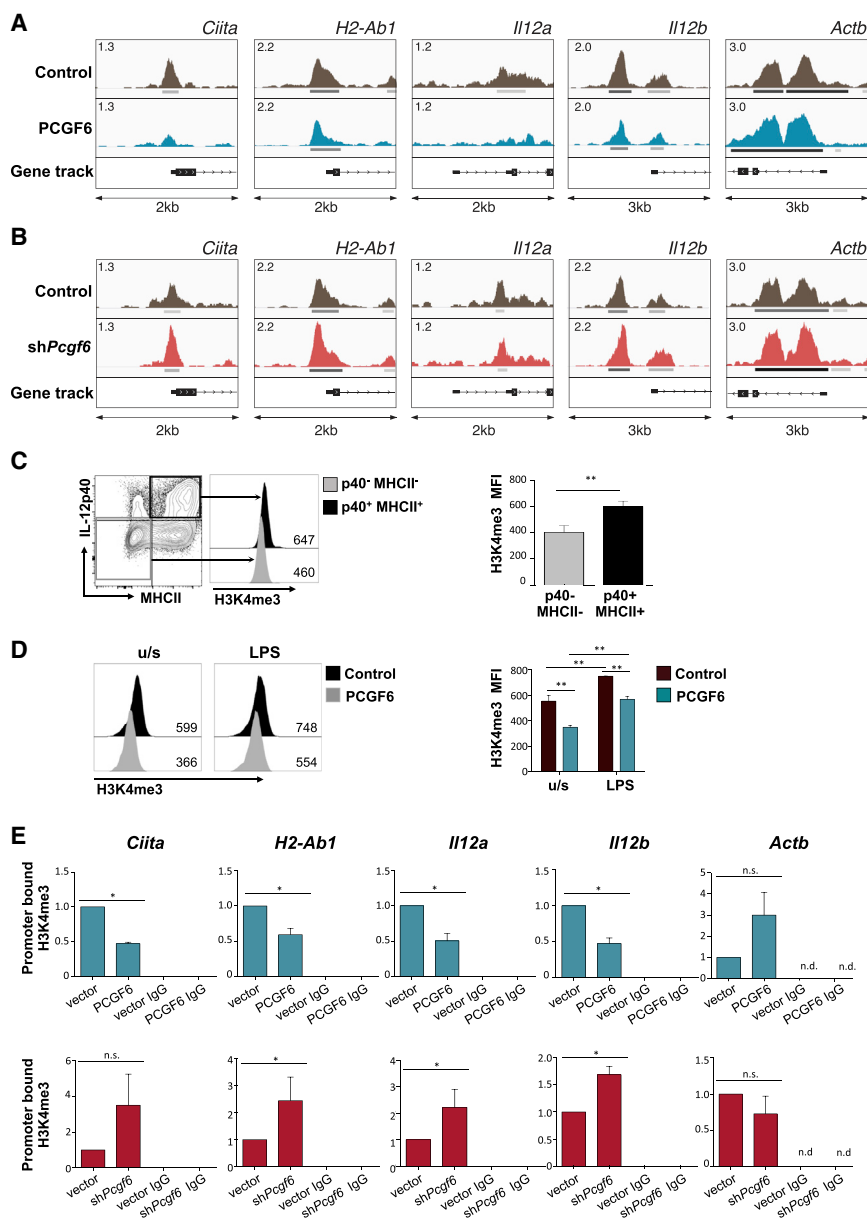 A
Ciita
H2-Ab1
Il12a
Il12b
Actb
Control
1.3
2.2
1.2
2.0
3.0
PCGF6
1.3
2.2
1.2
2.0
3.0
Gene track
2kb
2kb
2kb
3kb
3kb
B
Ciita
H2-Ab1
Il12a
Il12b
Actb
Control
1.3
2.2
1.2
2.2
3.0
shPcgf6
1.3
2.2
1.2
2.2
3.0
Gene track
2kb
2kb
2kb
3kb
3kb
C
IL-12p40
MHCII
647
460
H3K4me3
p40- MHCII-
p40+ MHCII+
H3K4me3 MFI
800
600
400
200
0
**
p40-
MHCII-
p40+
MHCII+
D
u/s
LPS
599
366
748
554
H3K4me3
Control
PCGF6
H3K4me3 MFI
800
600
400
200
0
**
**
**
**
u/s
LPS
Control
PCGF6
E
Ciita
H2-Ab1
Il12a
Il12b
Actb
Promoter bound
H3K4me3
1.5
1.0
0.5
0
*
vector
PCGF6
vector IgG
PCGF6 IgG
1.5
1.0
0.5
0
*
vector
PCGF6
vector IgG
PCGF6 IgG
1.5
1.0
0.5
0
*
vector
PCGF6
vector IgG
PCGF6 IgG
1.5
1.0
0.5
0
*
vector
PCGF6
vector IgG
PCGF6 IgG
5
4
3
2
1
0
n.s.
n.d.
n.d.
vector
PCGF6
vector IgG
PCGF6 IgG
Promoter bound
H3K4me3
6
4
2
0
n.s.
vector
shPcgf6
vector IgG
shPcgf6 IgG
4
3
2
1
0
*
vector
shPcgf6
vector IgG
shPcgf6 IgG
4
3
2
1
0
*
vector
shPcgf6
vector IgG
shPcgf6 IgG
2.0
1.5
1.0
0.5
0
*
vector
shPcgf6
vector IgG
shPcgf6 IgG
1.5
1.0
0.5
0
n.s.
n.d
n.d
vector
shPcgf6
vector IgG
shPcgf6 IgG